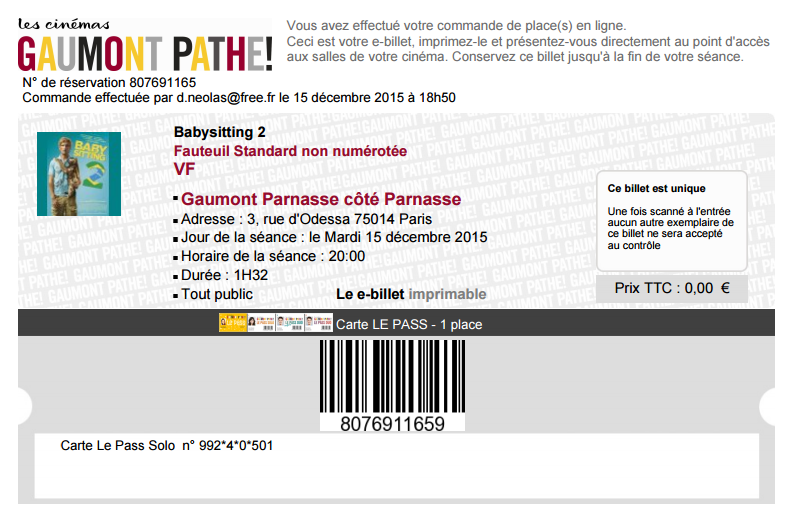 les cinémas
GAUMONT PATHE!
Vous avez effectué votre commande de place(s) en ligne.
Ceci est votre e-billet, imprimez-le et présentez-vous directement au point d'accès
aux salles de votre cinéma. Conservez ce billet jusqu'à la fin de votre séance.
N° de réservation 807691165
Commande effectuée par d.neolas@free.fr le 15 décembre 2015 à 18h50
BABY
SITTING
2
Babysitting 2
Fauteuil Standard non numérotée
VF
Gaumont Parnasse côté Parnasse
Adresse : 3, rue d'Odessa 75014 Paris
Jour de la séance : le Mardi 15 décembre 2015
Horaire de la séance : 20:00
Durée : 1H32
Tout public
Le e-billet imprimable
Ce billet est unique
Une fois scanné à l'entrée
aucun autre exemplaire de
ce billet ne sera accepté
au contrôle
Prix TTC : 0,00 €
Carte LE PASS - 1 place
8076911659
Carte Le Pass Solo n° 992*4*0*501